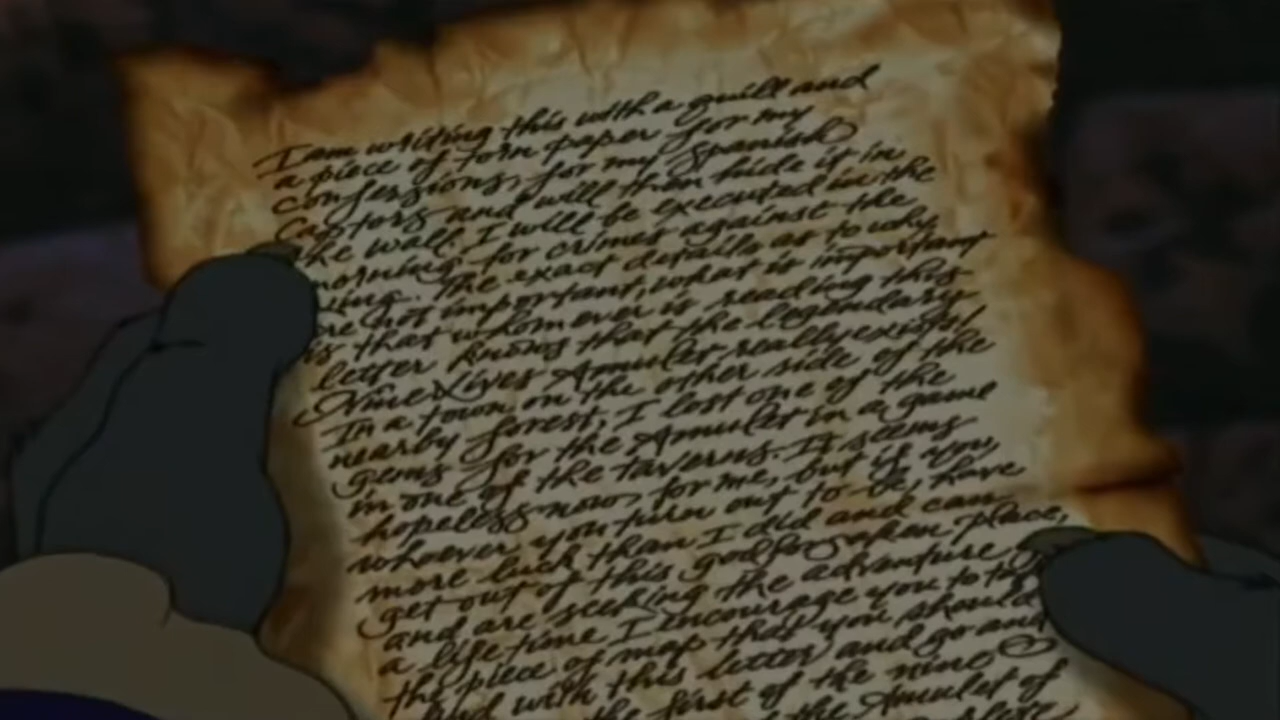 I am writing this with a quill and
a piece of torn paper for my
confessions, for my Spanish
Captors and will then hide it in
the wall. I will be executed in the
morning for crimes against the
king. The exact details as to why
are not important, what is important
is that whomever is reading this
letter knows that the legendary
Nine Lives Amulet really exists!
In a town on the other side of the
nearby forest, I lost one of the
gems for the Amulet in a game
in one of the taverns. It seems
hopeless now for me, but if you,
whoever you turn out to be, have
more luck than I did and can
get out of this godforsaken place,
and are seeking the adventure of
a life time I encourage you to take
the piece of map that you should
find with this letter and go and
the first of the nine
the Amulet of